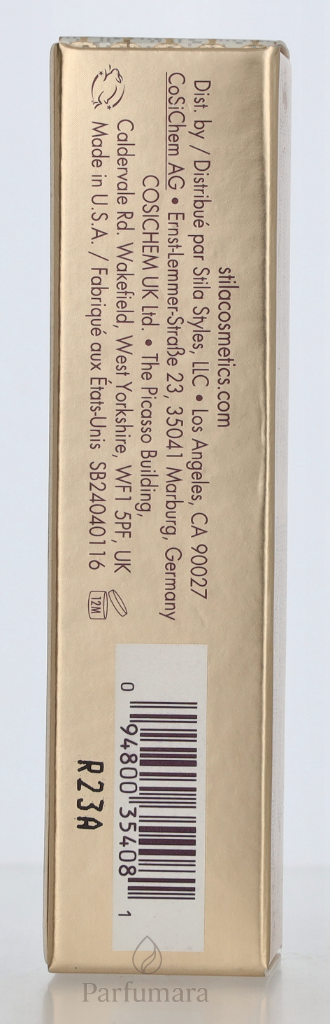 stilacosmetics.com
Dist. by / Distribué par Stila Styles, LLC • Los Angeles, CA 90027
CoSiChem AG • Ernst-Lemmer-Straße 23, 35041 Marburg, Germany
COSICHEM UK Ltd. • The Picasso Building,
Caldervale Rd. Wakefield, West Yorkshire, WF1 5PF, UK
Made in U.S.A. / Fabriqué aux États-Unis SB24040116
12M
0 94800 35408 1
R23A
Parfumara